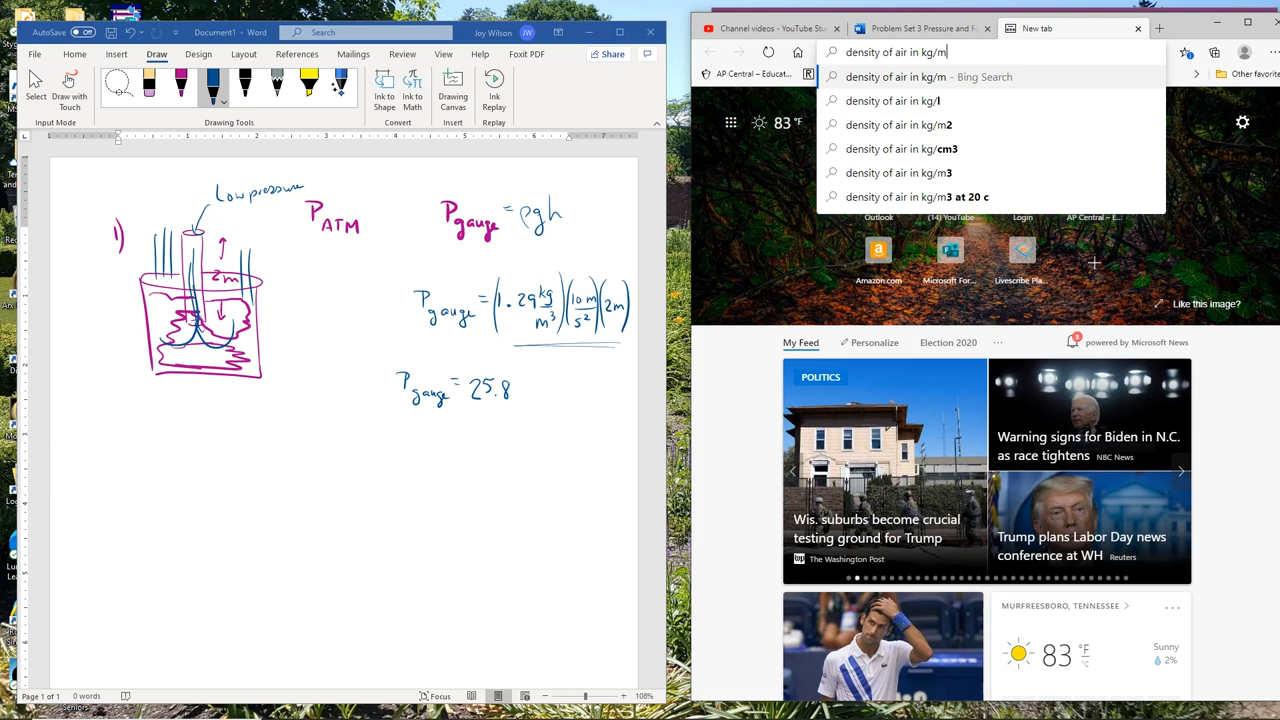 AutoSave Off Document1 - Word Search Joy Wilson JW
File Home Insert Draw Design Layout References Mailings Review View Help Foxit PDF Share
Select Draw with Touch Ink to Shape Ink to Math Drawing Canvas Ink Replay
Input Mode Drawing Tools Convert Insert Replay
Low pressure
1)
2m
P ATM
P gauge = ρgh
P gauge = (1.29 kg/m³)(10 m/s²)(2m)
P gauge = 25.8
Page 1 of 1 0 words Focus 108%
Channel videos - YouTube Stu
Problem Set 3 Pressure and F
New tab
density of air in kg/m
AP Central – Educat...
Other favorite
density of air in kg/m - Bing Search
density of air in kg/l
density of air in kg/m2
density of air in kg/cm3
density of air in kg/m3
density of air in kg/m3 at 20 c
83 °F
Outlook (14) YouTube Login AP Central – E...
Amazon.com Microsoft For... Livescribe Pla...
Like this image?
My Feed Personalize Election 2020 ... powered by Microsoft News
POLITICS
Wis. suburbs become crucial
testing ground for Trump
The Washington Post
Warning signs for Biden in N.C.
as race tightens NBC News
Trump plans Labor Day news
conference at WH Reuters
MURFREESBORO, TENNESSEE
83 °F °C
Sunny
2%